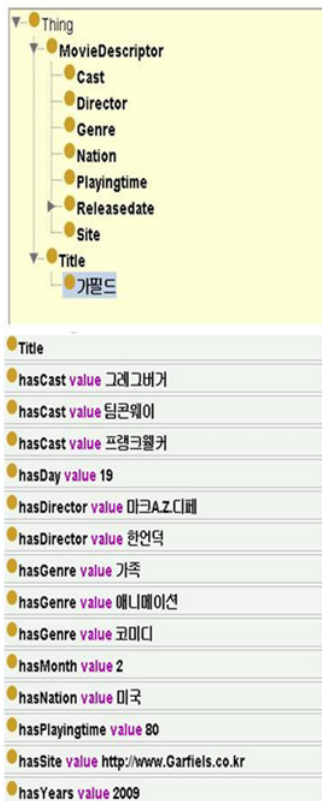 Thing
MovieDescriptor
Cast
Director
Genre
Nation
Playingtime
Releasedate
Site
Title
가필드
Title
hasCast value 그레그버거
hasCast value 팀콘웨이
hasCast value 프랭크웰커
hasDay value 19
hasDirector value 마크A.Z.디페
hasDirector value 한언덕
hasGenre value 가족
hasGenre value 애니메이션
hasGenre value 코미디
hasMonth value 2
hasNation value 미국
hasPlayingtime value 80
hasSite value http://www.Garfiels.co.kr
hasYears value 2009